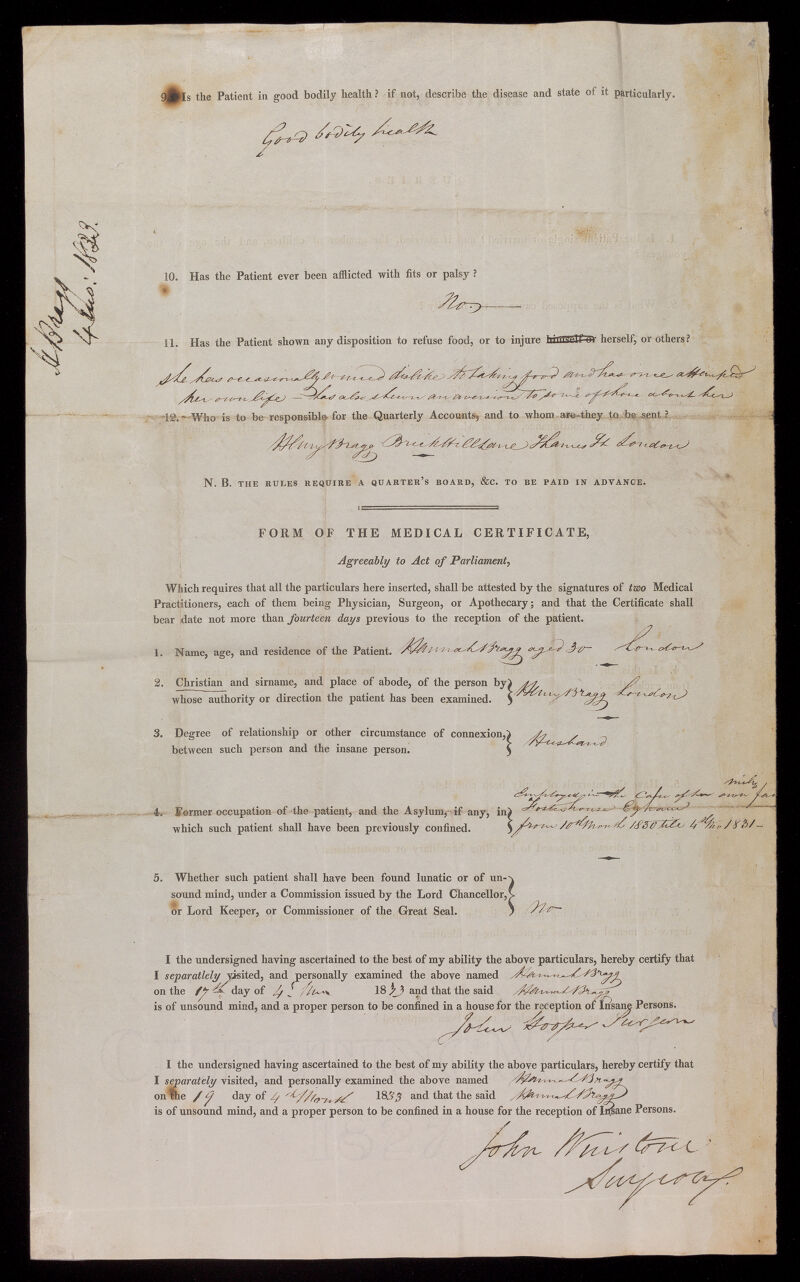 9. Is the Patient in good bodily health? if not, describe the disease and state of it particularly.
Good bodily health
H Bragg
4 mo: 1833.
10. Has the Patient ever been afflicted with fits or palsy?
No
11. Has the Patient shown any disposition to refuse food, or to injure himself or herself, or others?
She has occasionally evinced dislike to taking food and has once attempted
her own life – has also shewn an aversion to some of those about her
12. Who is to be responsible for the Quarterly Accounts, and to whom are they to be sent?
Henry Bragg Brick Hill Lane Thames St London
N. B. THE RULES REQUIRE A QUARTER'S BOARD, &c. TO BE PAID IN ADVANCE.
FORM OF THE MEDICAL CERTIFICATE,
Agreeably to Act of Parliament,
Which requires that all the particulars here inserted, shall be attested by the signatures of two Medical
Practitioners, each of them being Physician, Surgeon, or Apothecary; and that the Certificate shall
bear date not more than fourteen days previous to the reception of the patient.
1. Name, age, and residence of the Patient. Hannah Bragg aged 30 – London
2. Christian and sirname, and place of abode, of the person by
whose authority or direction the patient has been examined. Henry Bragg London
3. Degree of relationship or other circumstance of connexion,
between such person and the insane person. Husband
Employed in the Care of her own family
4. Former occupation of the patient, and the Asylum, if any, in
which such patient shall have been previously confined. from 10th Month 1830 till 4th mo 1831 –
5. Whether such patient shall have been found lunatic or of un-
sound mind, under a Commission issued by the Lord Chancellor,
or Lord Keeper, or Commissioner of the Great Seal. No
I the undersigned having ascertained to the best of my ability the above particulars, hereby certify that
I separatlely visited, and personally examined the above named Hannah Bragg
on the 17th day of 4 1833 and that the said Hannah Bragg
is of unsound mind, and a proper person to be confined in a house for the reception of Insane Persons.
John Hooper Surgeon
I the undersigned having ascertained to the best of my ability the above particulars, hereby certify that
I separately visited, and personally examined the above named Hannah Bragg
on the 19 day of 4th Month 1833 and that the said Hannah Bragg
is of unsound mind, and a proper person to be confined in a house for the reception of Insane Persons.
John Winstone
Surgeon.